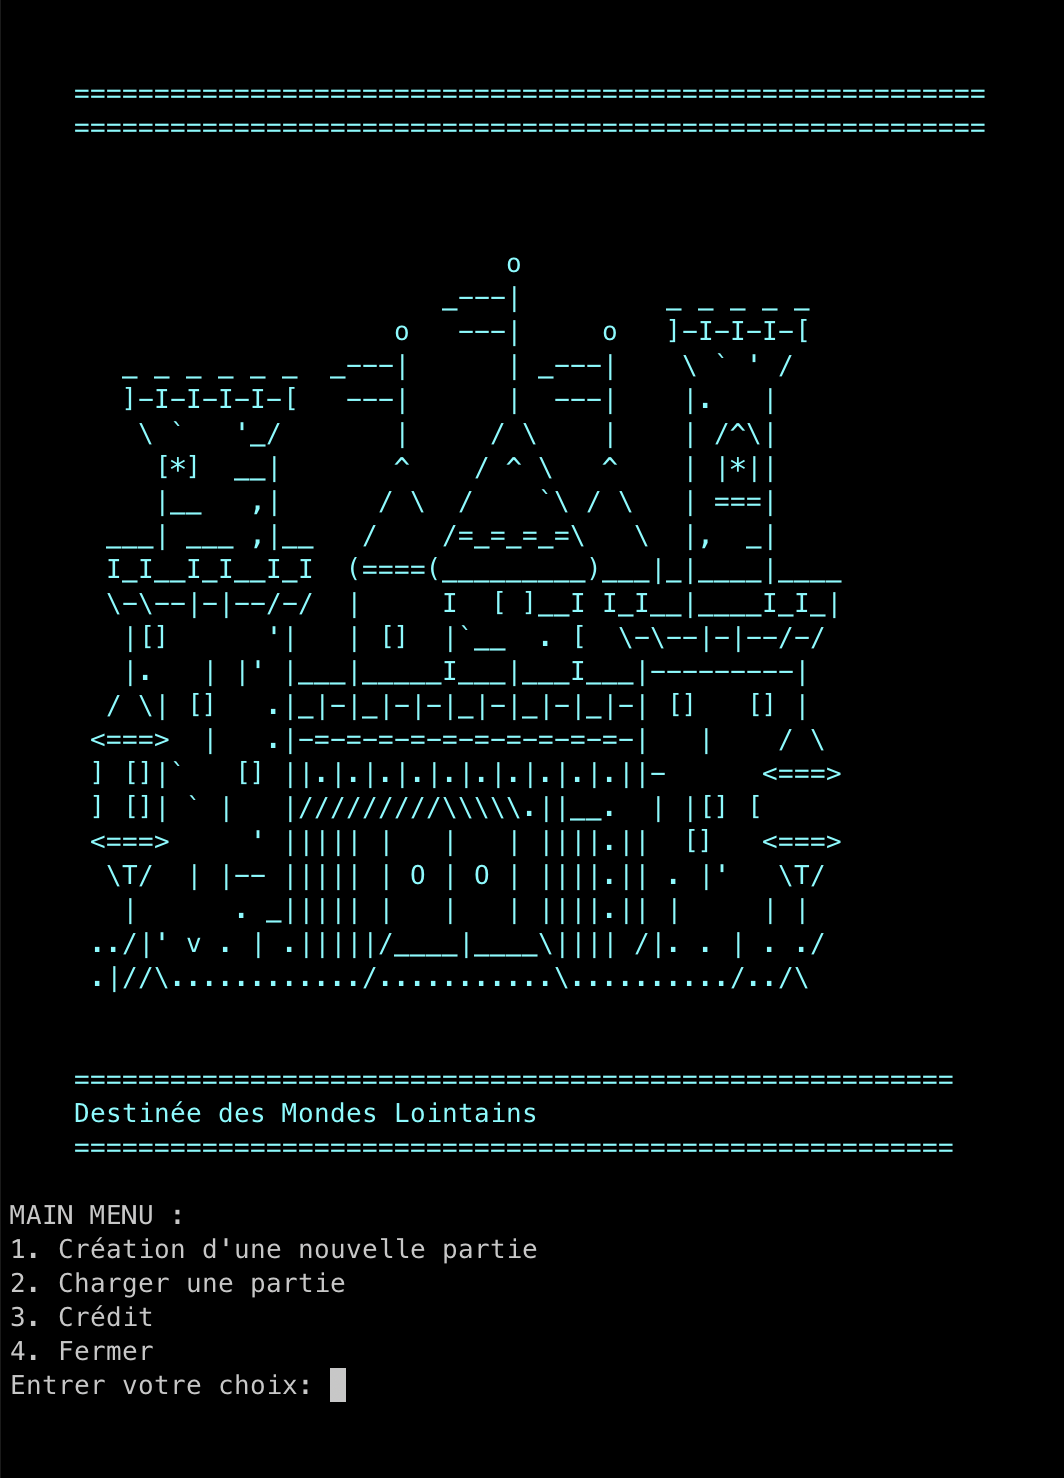 Destinée des Mondes Lointains
MAIN MENU :
1. Création d'une nouvelle partie
2. Charger une partie
3. Crédit
4. Fermer
Entrer votre choix: